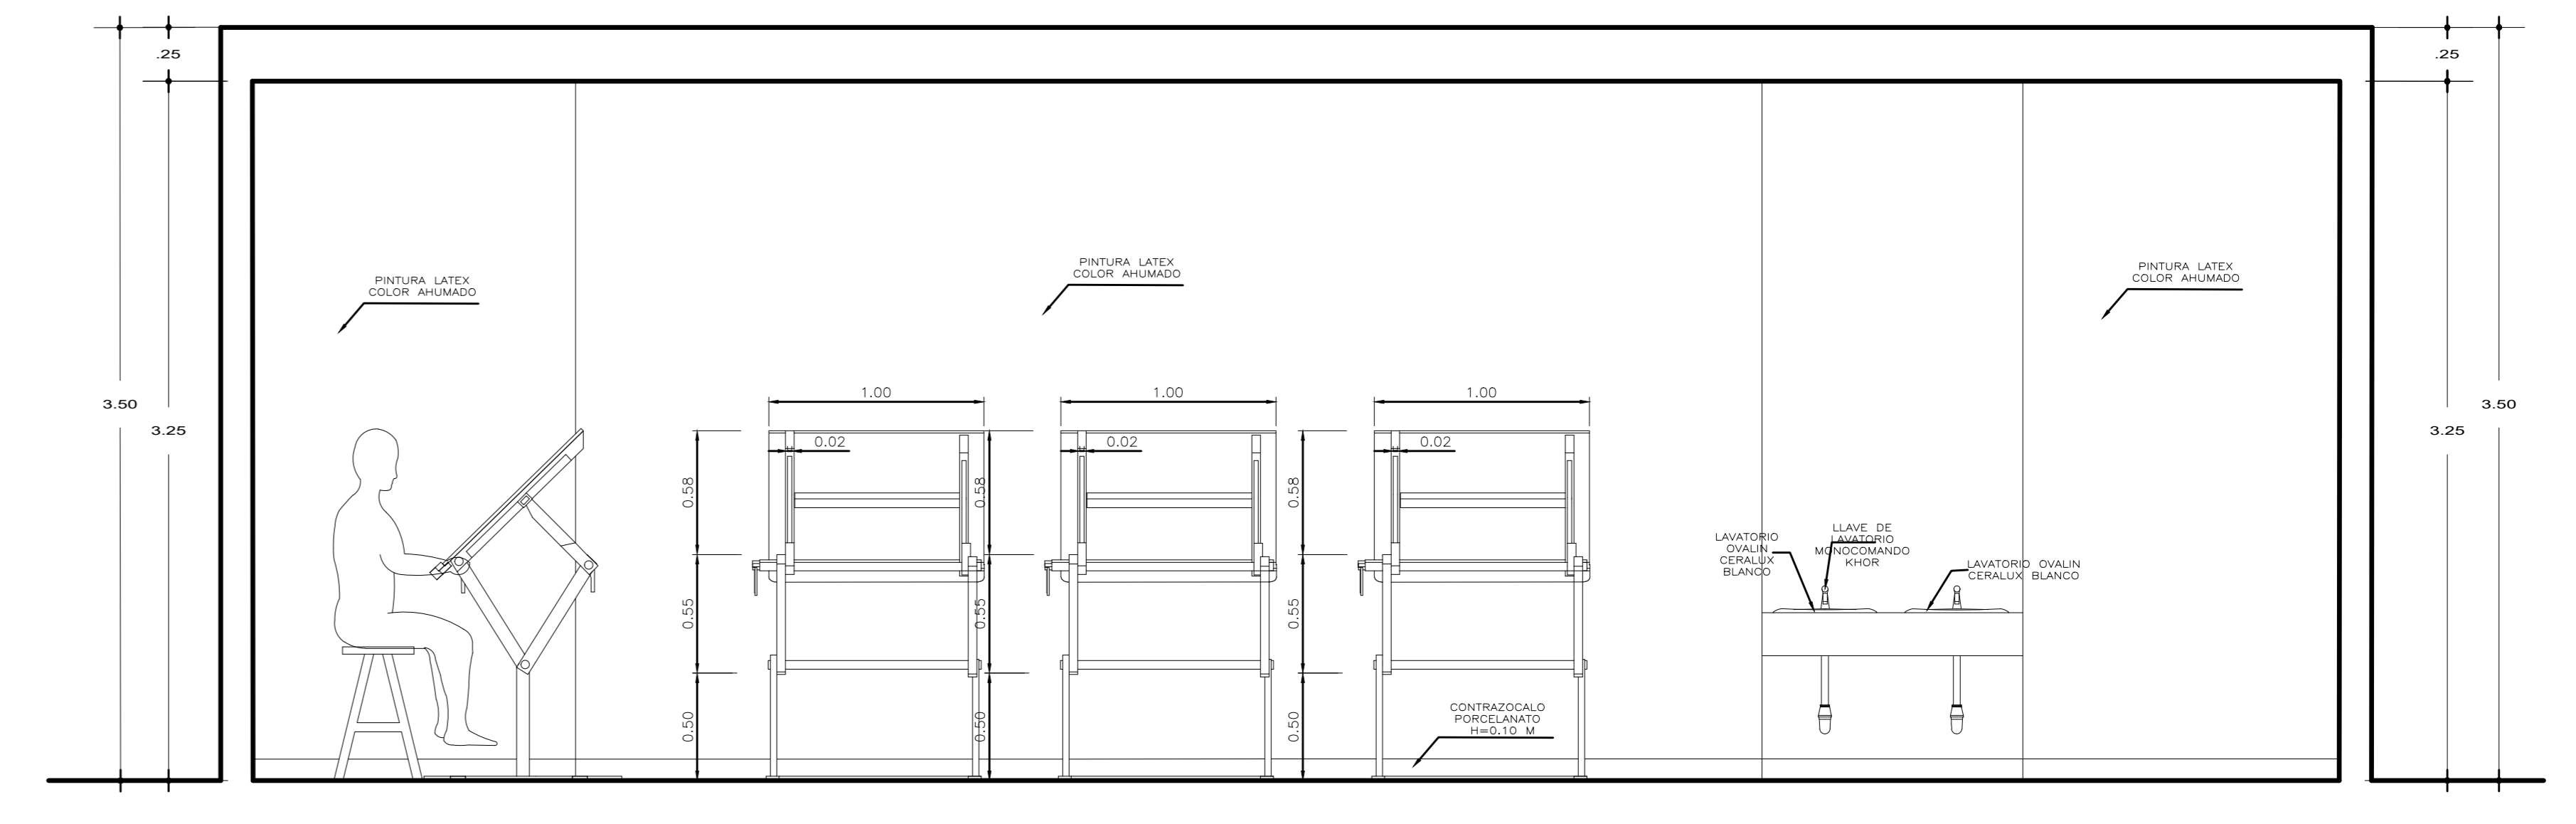 .25
.25
PINTURA LATEX
COLOR AHUMADO
PINTURA LATEX
COLOR AHUMADO
PINTURA LATEX
COLOR AHUMADO
3.50
3.25
1.00
1.00
1.00
3.50
3.25
0.02
0.02
0.02
0.58
0.58
0.58
LAVATORIO
OVALIN
CERALUX
BLANCO
LLAVE DE
LAVATORIO
MONOCOMANDO
KHOR
LAVATORIO OVALIN
CERALUX BLANCO
0.55
0.55
0.55
0.50
0.50
0.50
CONTRAZOCALO
PORCELANATO
H=0.10 M